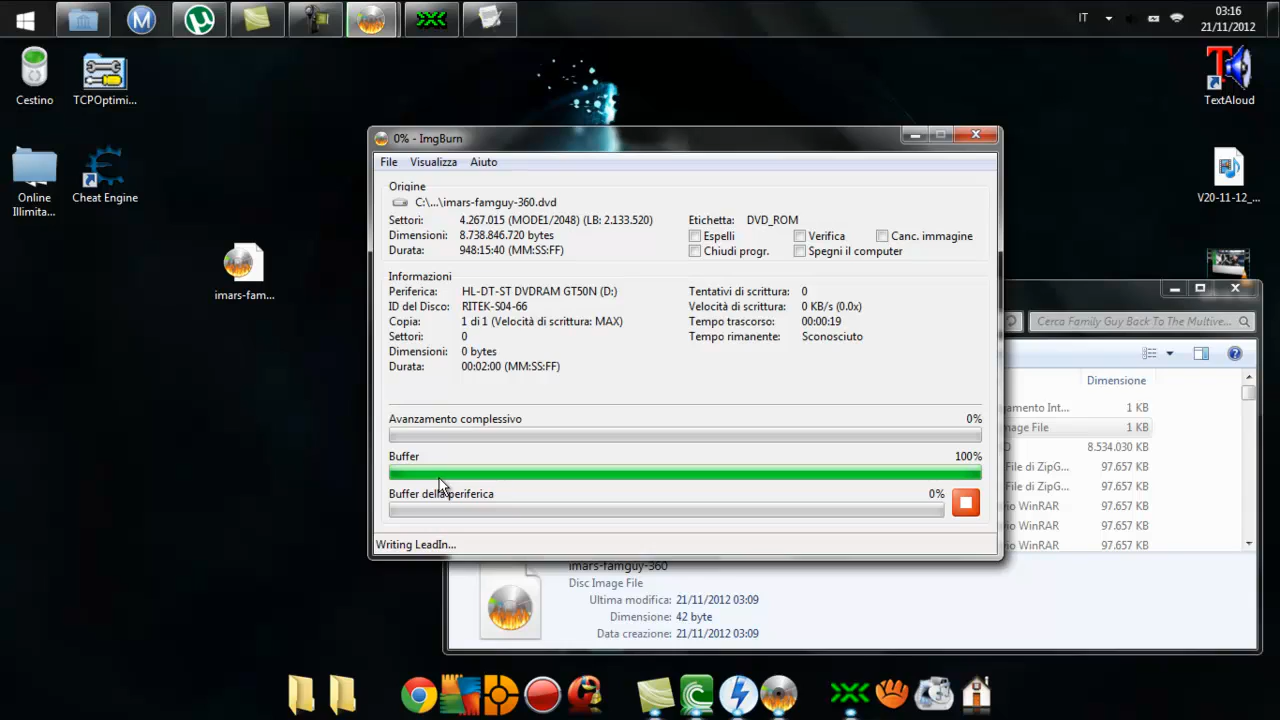 IT
03:16
21/11/2012
Cestino
TCPOptimi...
TextAloud
Online
Illimita...
Cheat Engine
V20-11-12_...
imars-fam...
0% - ImgBurn
File Visualizza Aiuto
Origine
C:\...\imars-famguy-360.dvd
Settori: 4.267.015 (MODE1/2048) (LB: 2.133.520)
Dimensioni: 8.738.846.720 bytes
Durata: 948:15:40 (MM:SS:FF)
Etichetta: DVD_ROM
Espelli Verifica Canc. immagine
Chiudi progr. Spegni il computer
Informazioni
Periferica: HL-DT-ST DVDRAM GT50N (D:)
ID del Disco: RITEK-S04-66
Copia: 1 di 1 (Velocità di scrittura: MAX)
Settori: 0
Dimensioni: 0 bytes
Durata: 00:02:00 (MM:SS:FF)
Tentativi di scrittura: 0
Velocità di scrittura: 0 KB/s (0.0x)
Tempo trascorso: 00:00:19
Tempo rimanente: Sconosciuto
Avanzamento complessivo 0%
Buffer 100%
Buffer della periferica 0%
Writing LeadIn...
Cerca Family Guy Back To The Multive...
Dimensione
amento Int... 1 KB
mage File 1 KB
8.534.030 KB
File di ZipG... 97.657 KB
File di ZipG... 97.657 KB
io WinRAR 97.657 KB
io WinRAR 97.657 KB
io WinRAR 97.657 KB
imars-famguy-360
Disc Image File
Ultima modifica: 21/11/2012 03:09
Dimensione: 42 byte
Data creazione: 21/11/2012 03:09